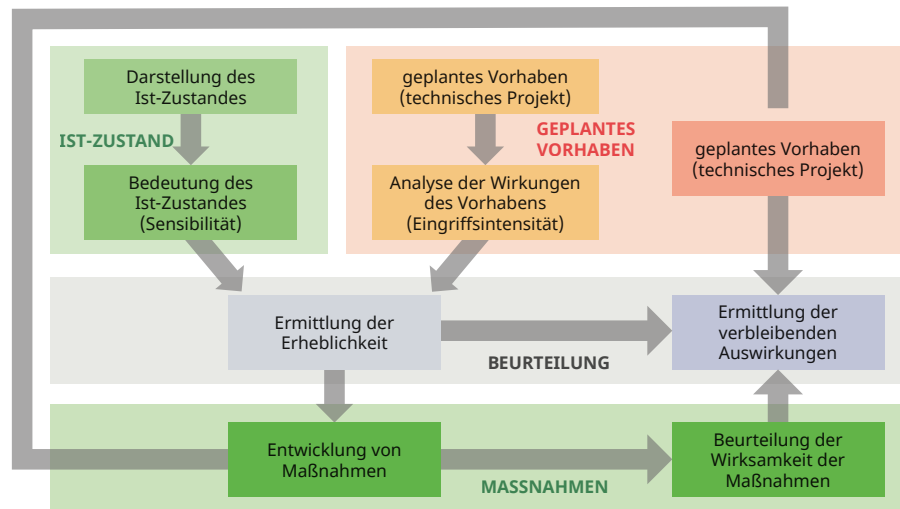 Darstellung des
Ist-Zustandes
IST-ZUSTAND
Bedeutung des
Ist-Zustandes
(Sensibilität)
geplantes Vorhaben
(technisches Projekt)
GEPLANTES
VORHABEN
Analyse der Wirkungen
des Vorhabens
(Eingriffsintensität)
geplantes Vorhaben
(technisches Projekt)
Ermittlung der
Erheblichkeit
BEURTEILUNG
Ermittlung der
verbleibenden
Auswirkungen
Entwicklung von
Maßnahmen
MASSNAHMEN
Beurteilung der
Wirksamkeit der
Maßnahmen